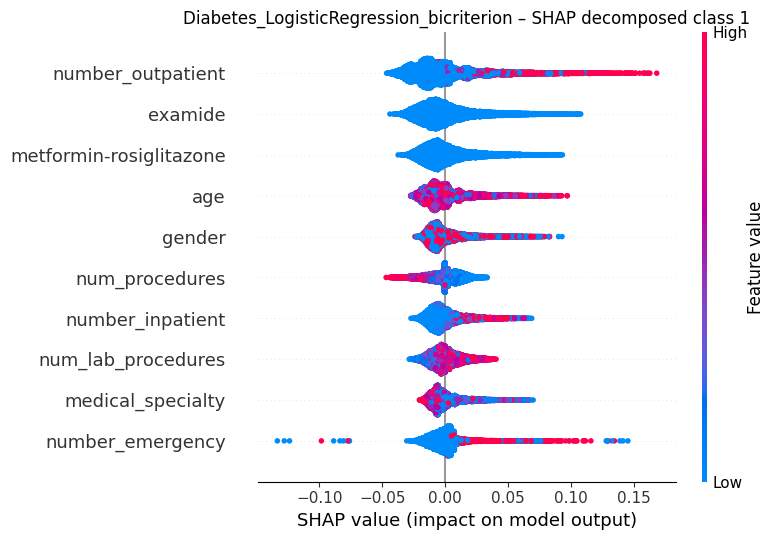 Diabetes_LogisticRegression_bicriterion – SHAP decomposed class 1
High
number_outpatient
examide
metformin-rosiglitazone
age
gender
num_procedures
number_inpatient
num_lab_procedures
medical_specialty
number_emergency
Feature value
Low
−0.10 −0.05 0.00 0.05 0.10 0.15
SHAP value (impact on model output)